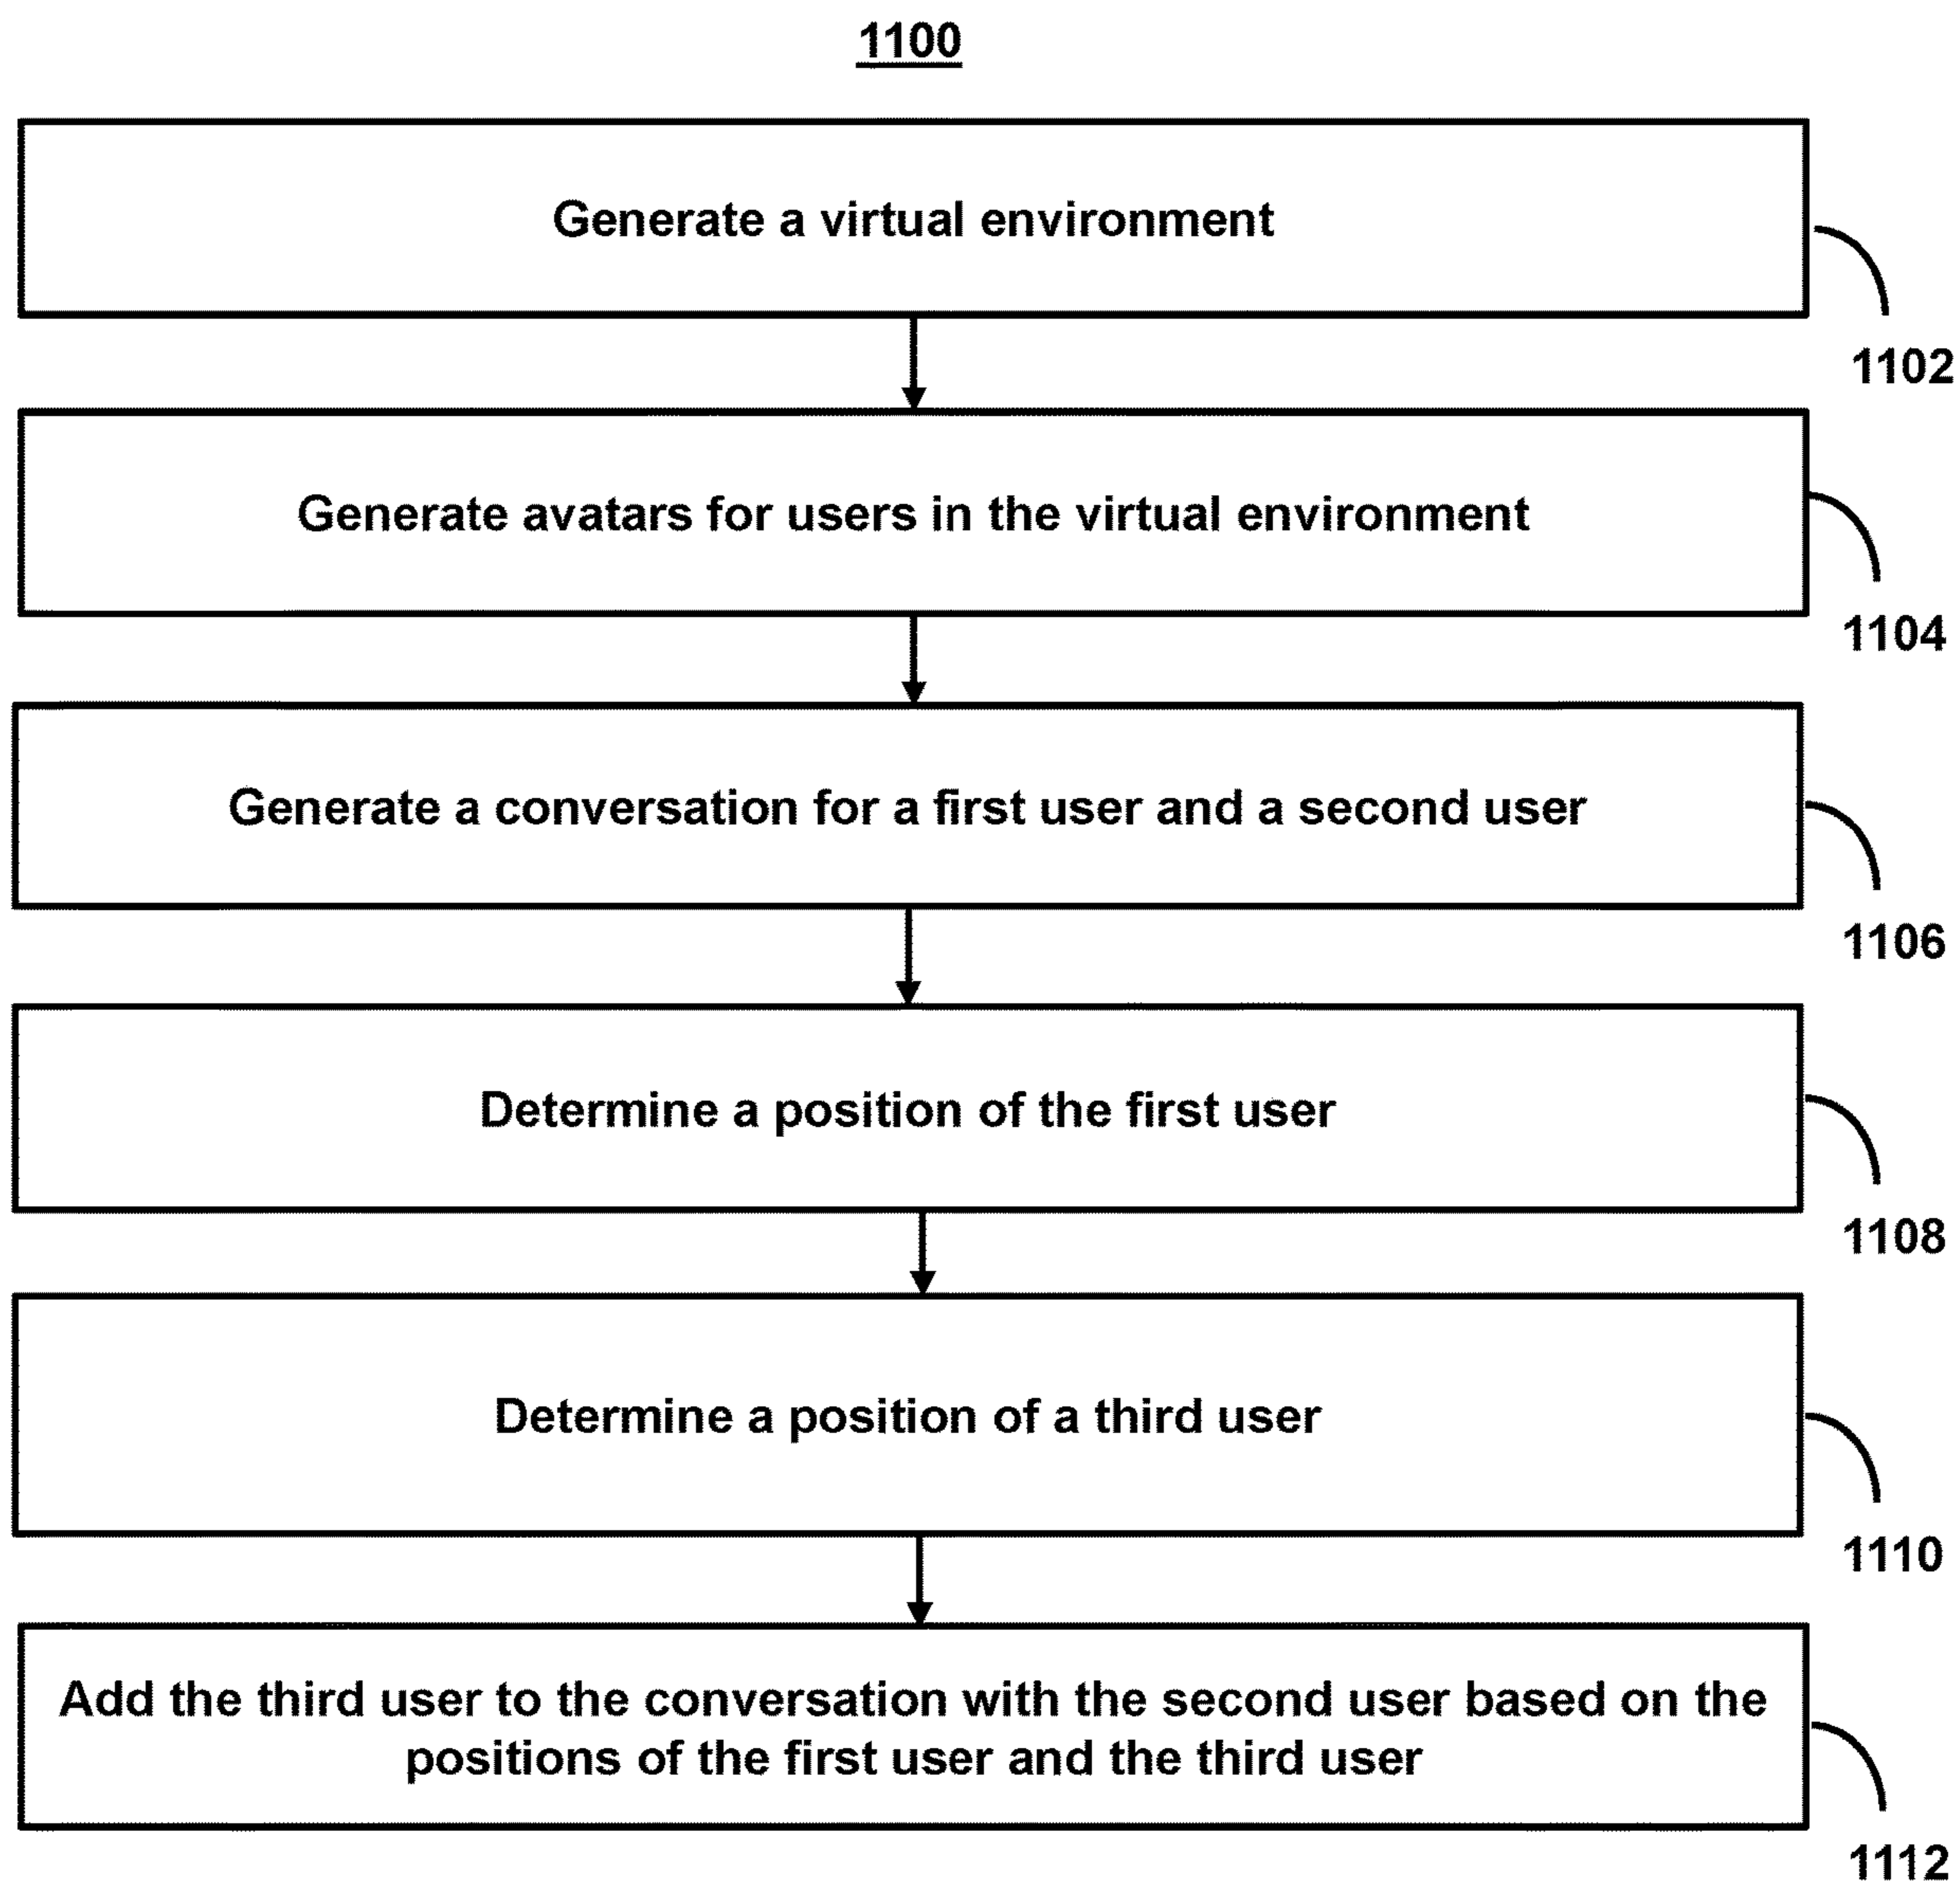 1100
Generate a virtual environment
1102
Generate avatars for users in the virtual environment
1104
Generate a conversation for a first user and a second user
1106
Determine a position of the first user
1108
Determine a position of a third user
1110
Add the third user to the conversation with the second user based on the
positions of the first user and the third user
1112